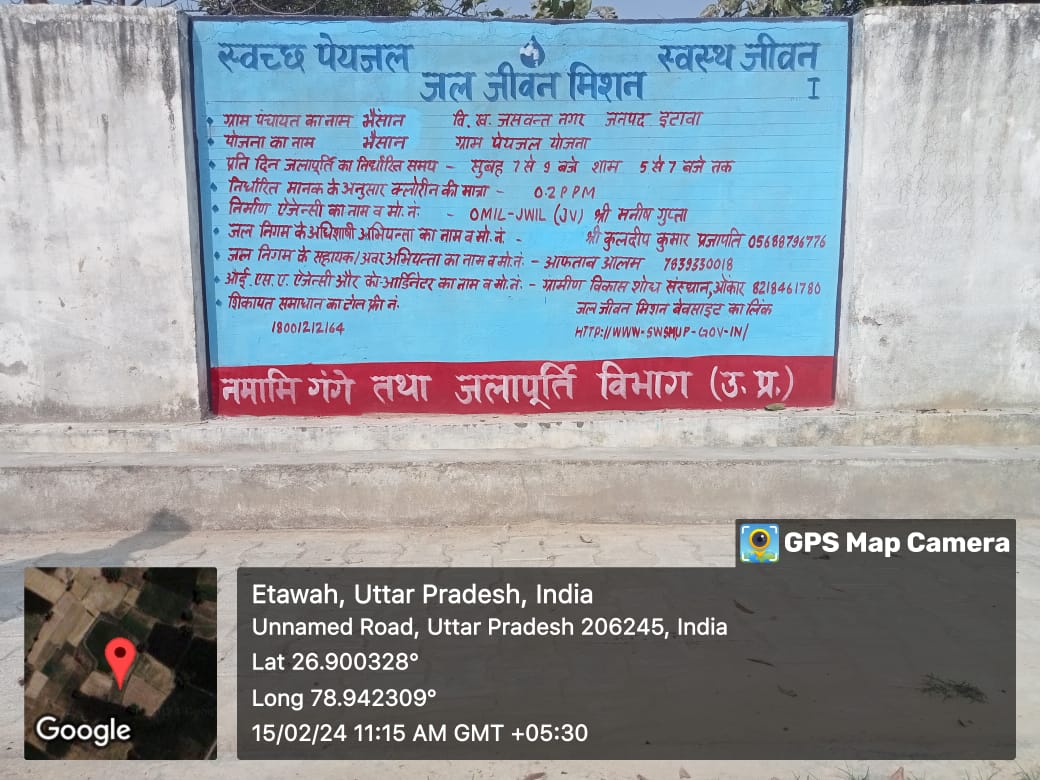 स्वच्छ पेयजल स्वस्थ जीवन
जल जीवन मिशन I
ग्राम पंचायत का नाम भैंसान वि. ख. जसवन्त नगर जनपद इटावा
योजना का नाम भैंसान ग्राम पेयजल योजना
प्रति दिन जलापूर्ति का निर्धारित समय - सुबह 7 से 9 बजे शाम 5 से 7 बजे तक
निर्धारित मानक के अनुसार क्लोरीन की मात्रा - 0.2 PPM
निर्माण ऐजेन्सी का नाम व मो. नं: - OMIL-JWIL (JV) श्री मनीष गुप्ता
जल निगम के अधिशाषी अभियन्ता का नाम व मो. नं. - श्री कुलदीप कुमार प्रजापति 05688796776
जल निगम के सहायक/अवर अभियन्ता का नाम व मो. नं. - आफताब आलम 7839330018
आई. एस. ए. ऐजेन्सी और को-आर्डिनेटर का नाम व मो. नं. - ग्रामीण विकास शोध संस्थान, ओंकार 8218461780
शिकायत समाधान का टोल फ्री नं. जल जीवन मिशन बेवसाइट का लिंक
18001212164 HTTP://WWW-SWSMUP-GOV-IN/
नमामि गंगे तथा जलापूर्ति विभाग (उ. प्र.)
GPS Map Camera
Etawah, Uttar Pradesh, India
Unnamed Road, Uttar Pradesh 206245, India
Lat 26.900328°
Long 78.942309°
15/02/24 11:15 AM GMT +05:30
Google